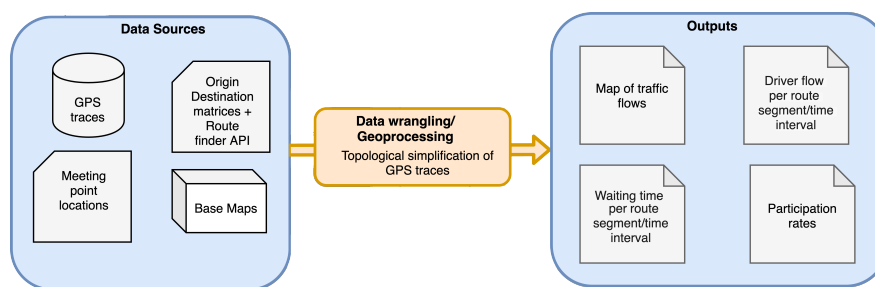 Data Sources
GPS
traces
Origin
Destination
matrices +
Route
finder API
Meeting
point
locations
Base Maps
Data wrangling/
Geoprocessing
Topological simplification of
GPS traces
Outputs
Map of traffic
flows
Driver flow
per route
segment/time
interval
Waiting time
per route
segment/time
interval
Participation
rates